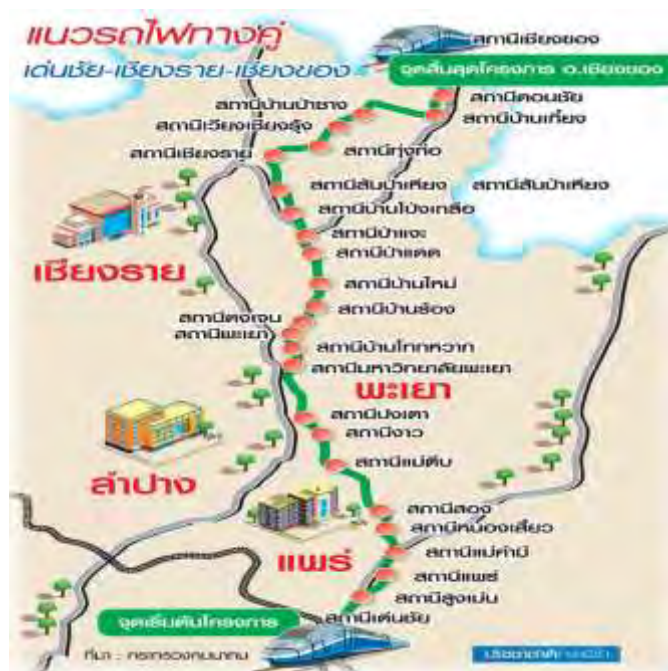 แนวรถไฟทางคู่
เด่นชัย-เชียงราย-เชียงของ
สถานีเชียงของ
จุดสิ้นสุดโครงการ อ.เชียงของ
สถานีดอนชัย
สถานีบ้านเกี๋ยง
สถานีบ้านป่าซาง
สถานีเวียงเชียงรุ้ง
สถานีเชียงราย
สถานีทุ่งก่อ
สถานีสันป่าเหียง
สถานีสันป่าเหียง
สถานีบ้านโป่งเกลือ
สถานีป่าแงะ
สถานีป่าแดด
เชียงราย
สถานีบ้านใหม่
สถานีบ้านร้อง
สถานีดงเจน
สถานีพะเยา
สถานีบ้านโทกหวาก
สถานีมหาวิทยาลัยพะเยา
พะเยา
สถานีปงเตา
สถานีงาว
สถานีแม่ตีบ
ลำปาง
สถานีสอง
สถานีหนองเสี้ยว
แพร่
สถานีแม่คำมี
สถานีแพร่
สถานีสูงเม่น
จุดเริ่มต้นโครงการ
สถานีเด่นชัย
ที่มา : กระทรวงคมนาคม
ประชาชาติธุรกิจ